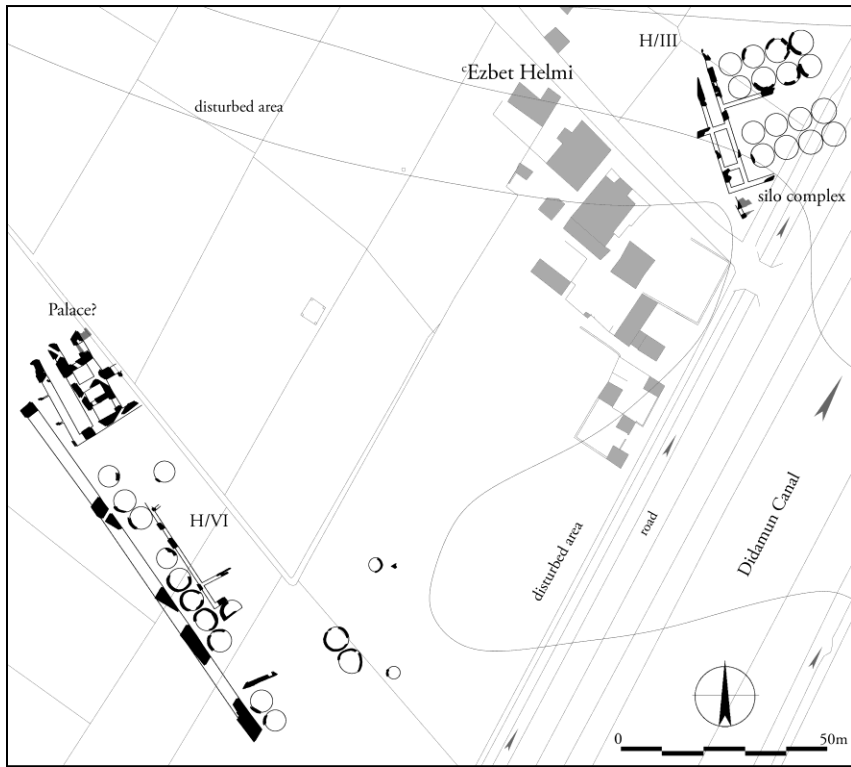 H/III
ᶜEzbet Helmi
disturbed area
silo complex
Palace?
H/VI
disturbed area
road
Didamun Canal
0 50m